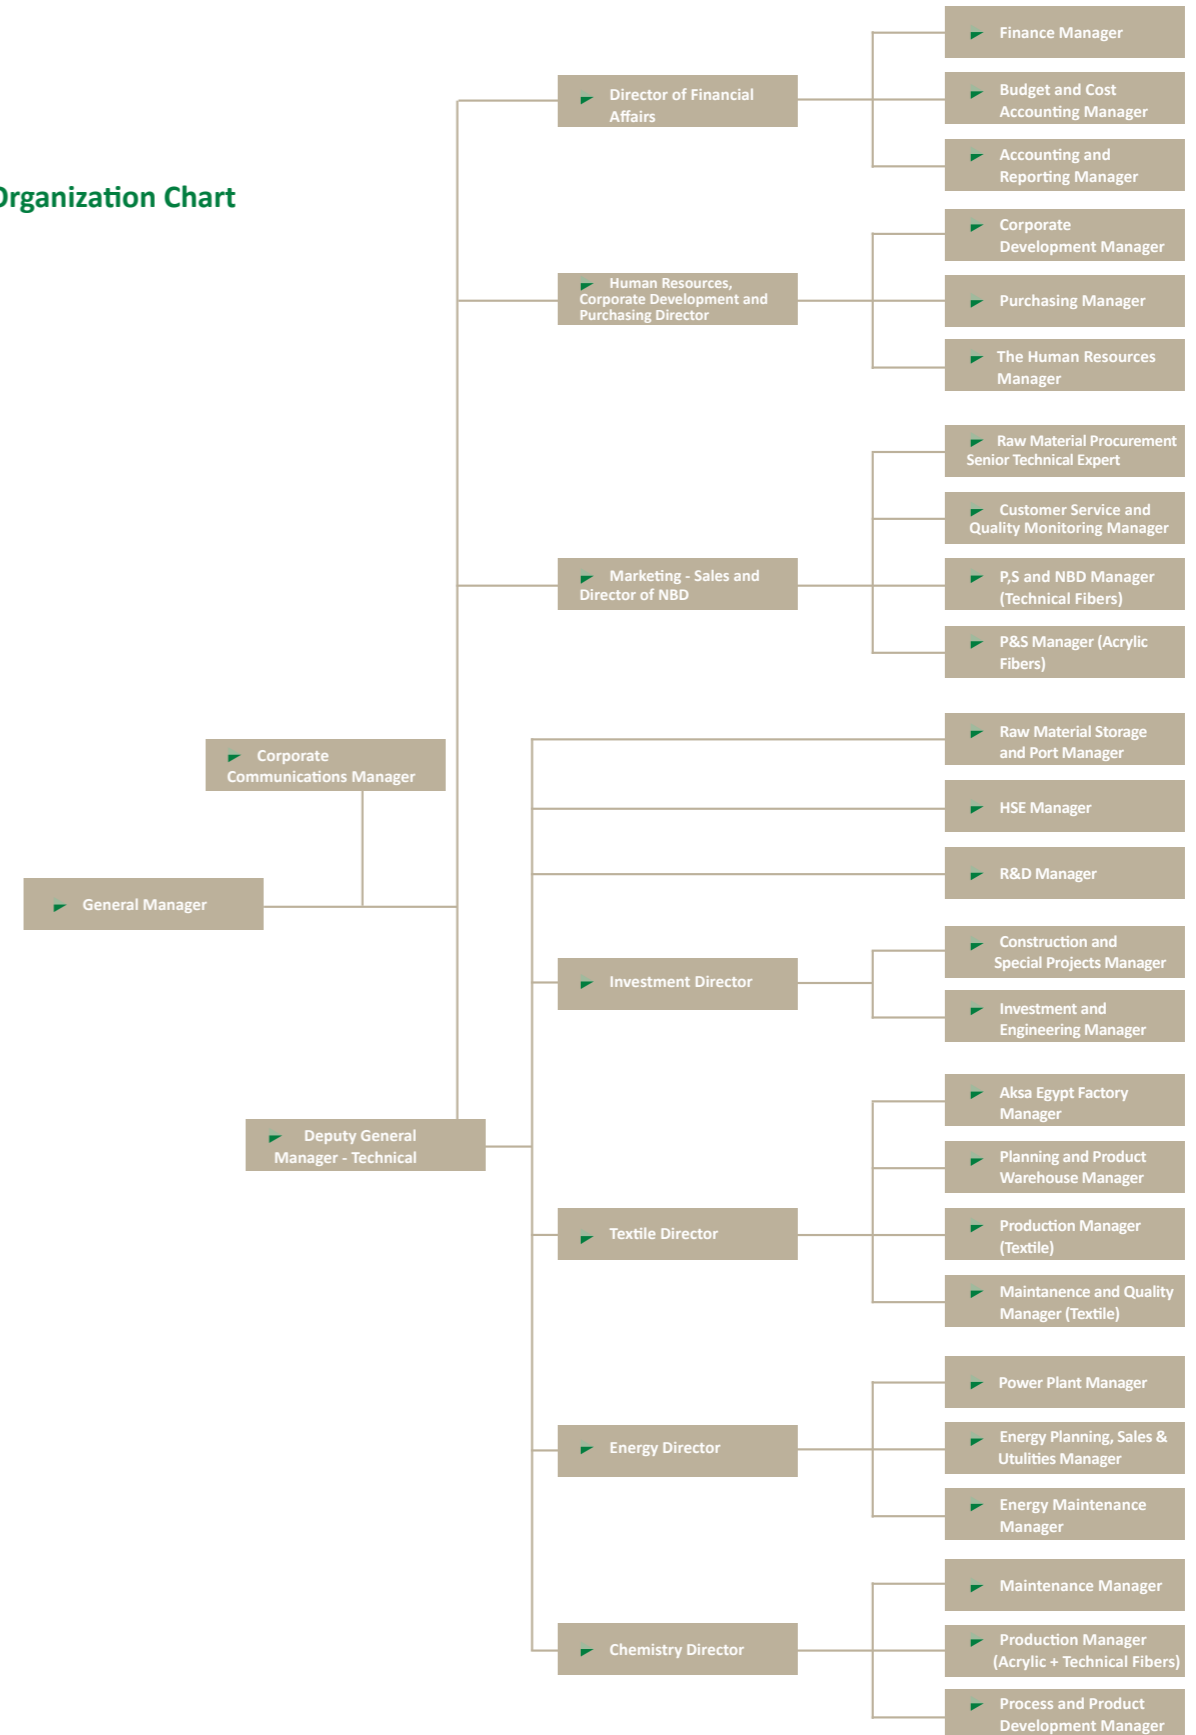 Organization Chart
Finance Manager
Director of Financial
Affairs
Budget and Cost
Accounting Manager
Accounting and
Reporting Manager
Corporate
Development Manager
Human Resources,
Corporate Development and
Purchasing Director
Purchasing Manager
The Human Resources
Manager
Raw Material Procurement
Senior Technical Expert
Customer Service and
Quality Monitoring Manager
Marketing - Sales and
Director of NBD
P,S and NBD Manager
(Technical Fibers)
P&S Manager (Acrylic
Fibers)
Raw Material Storage
and Port Manager
Corporate
Communications Manager
HSE Manager
R&D Manager
General Manager
Construction and
Special Projects Manager
Investment Director
Investment and
Engineering Manager
Aksa Egypt Factory
Manager
Deputy General
Manager - Technical
Planning and Product
Warehouse Manager
Textile Director
Production Manager
(Textile)
Maintanence and Quality
Manager (Textile)
Power Plant Manager
Energy Director
Energy Planning, Sales &
Utulities Manager
Energy Maintenance
Manager
Maintenance Manager
Chemistry Director
Production Manager
(Acrylic + Technical Fibers)
Process and Product
Development Manager